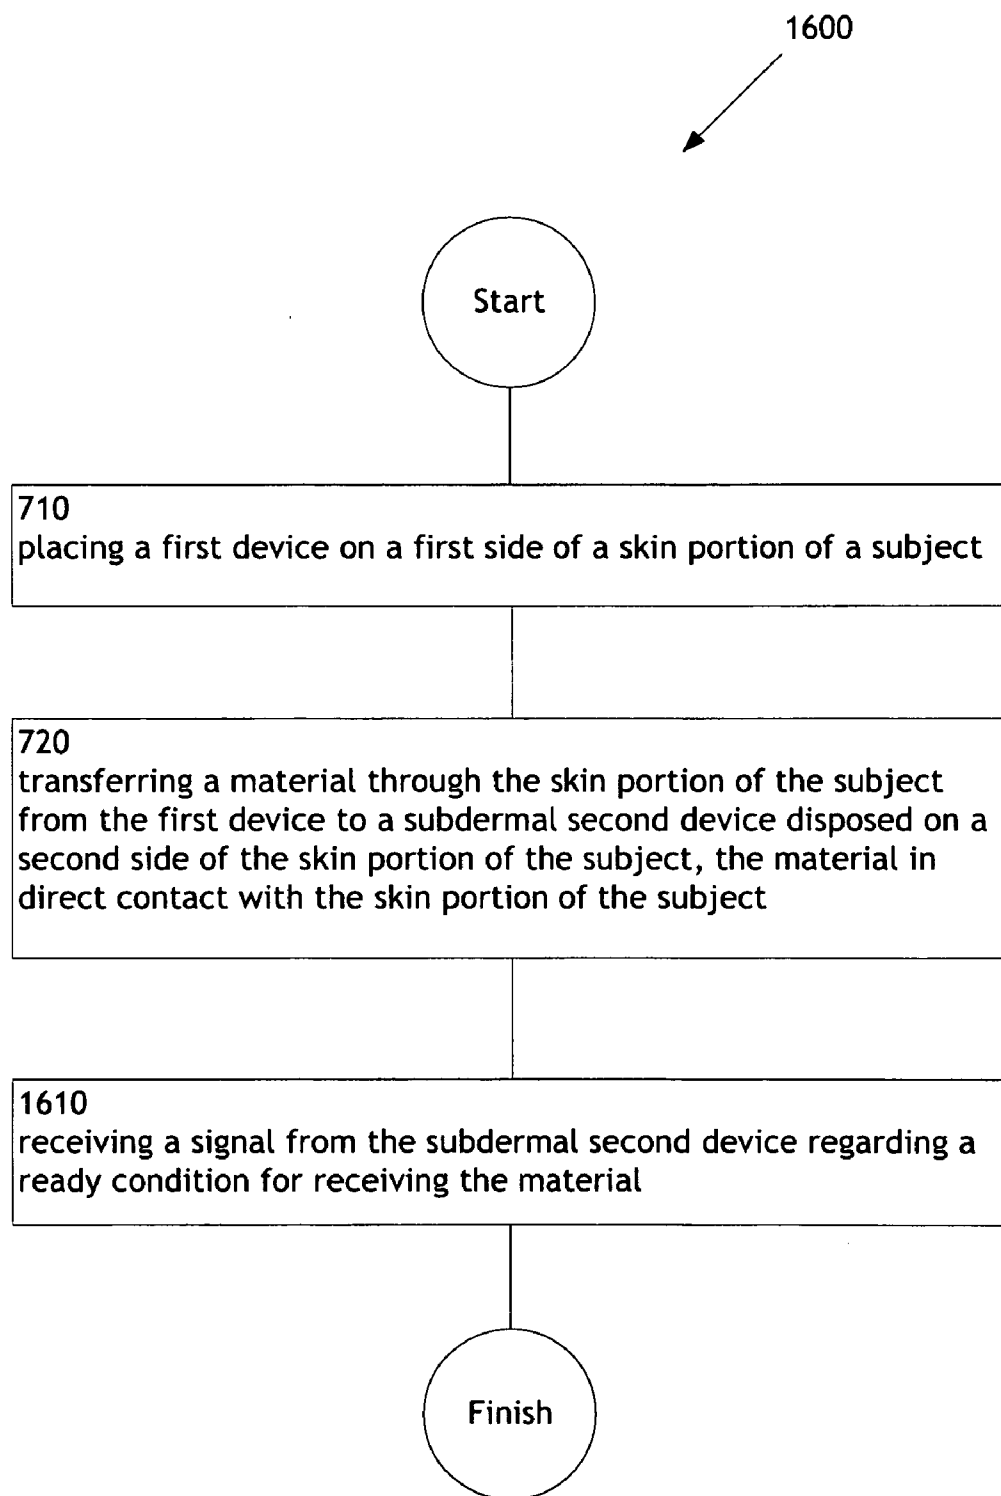 1600
Start
710
placing a first device on a first side of a skin portion of a subject
720
transferring a material through the skin portion of the subject
from the first device to a subdermal second device disposed on a
second side of the skin portion of the subject, the material in
direct contact with the skin portion of the subject
1610
receiving a signal from the subdermal second device regarding a
ready condition for receiving the material
Finish